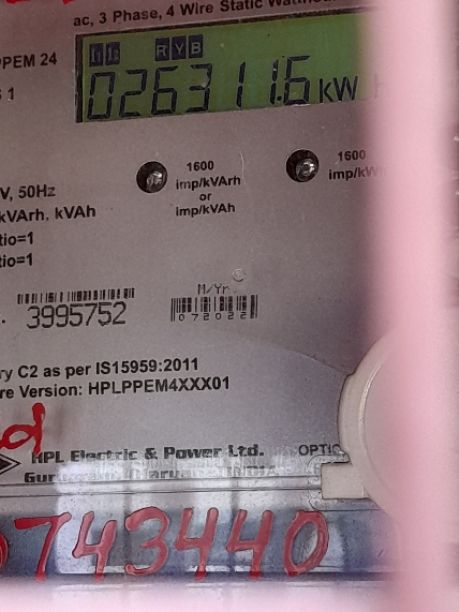 ac, 3 Phase, 4 Wire Static
PPEM 24
R Y B
026311.6 kW
1600
imp/kVArh
or
imp/kVAh
1600
V, 50Hz
kVArh, kVAh
tio=1
tio=1
M/Yr.
3995752
072022
ry C2 as per IS15959:2011
re Version: HPLPPEM4XXX01
HPL Electric & Power Ltd.
OPTIC
743440